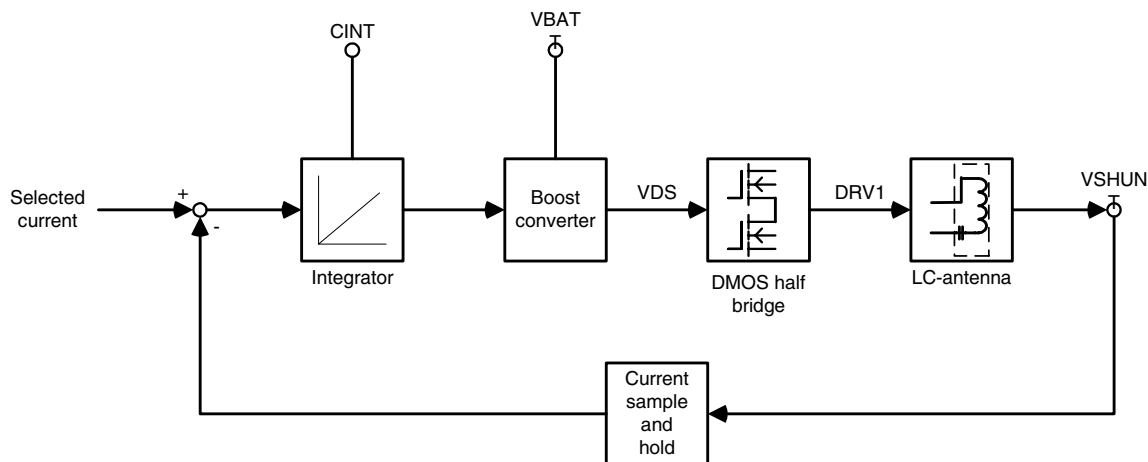 CINT
VBAT
Selected
current
+
-
Integrator
Boost
converter
VDS
DMOS half
bridge
DRV1
LC-antenna
VSHUN
T
Current
sample
and
hold